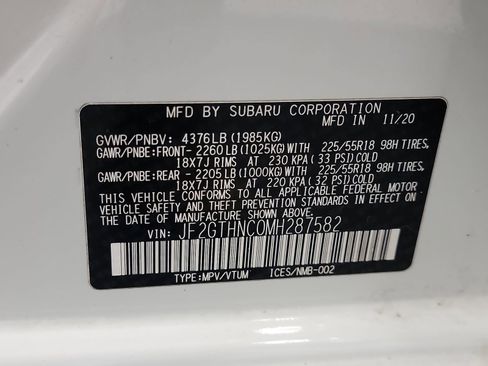 MFD BY SUBARU CORPORATION
MFD IN 11/20
GVWR/PNBV: 4376LB(1985KG)
GAWR/PNBE:FRONT-2260LB(1025KG) 225/55R18 98H TIRES,
18X7J RIMS AT 230 KPA(33 PSI)COLD
GAWR/PNBE:REAR -2205LB(1000KG) 225/55R18 98H TIRES,
18X7J RIMS AT 220 KPA(32 PSI)COLD
THIS VEHICLE CONFORMS TO ALL APPLICABLE FEDERAL MOTOR
VEHICLE SAFETY, BUMPER, AND THEFT PREVENTION STANDARDS IN EFFECT ON
THE DATE OF MANUFACTURE SHOWN ABOVE.
VIN: JF2GTHNC0MH287582
TYPE:MPV/VTUM ICES/NMB-002